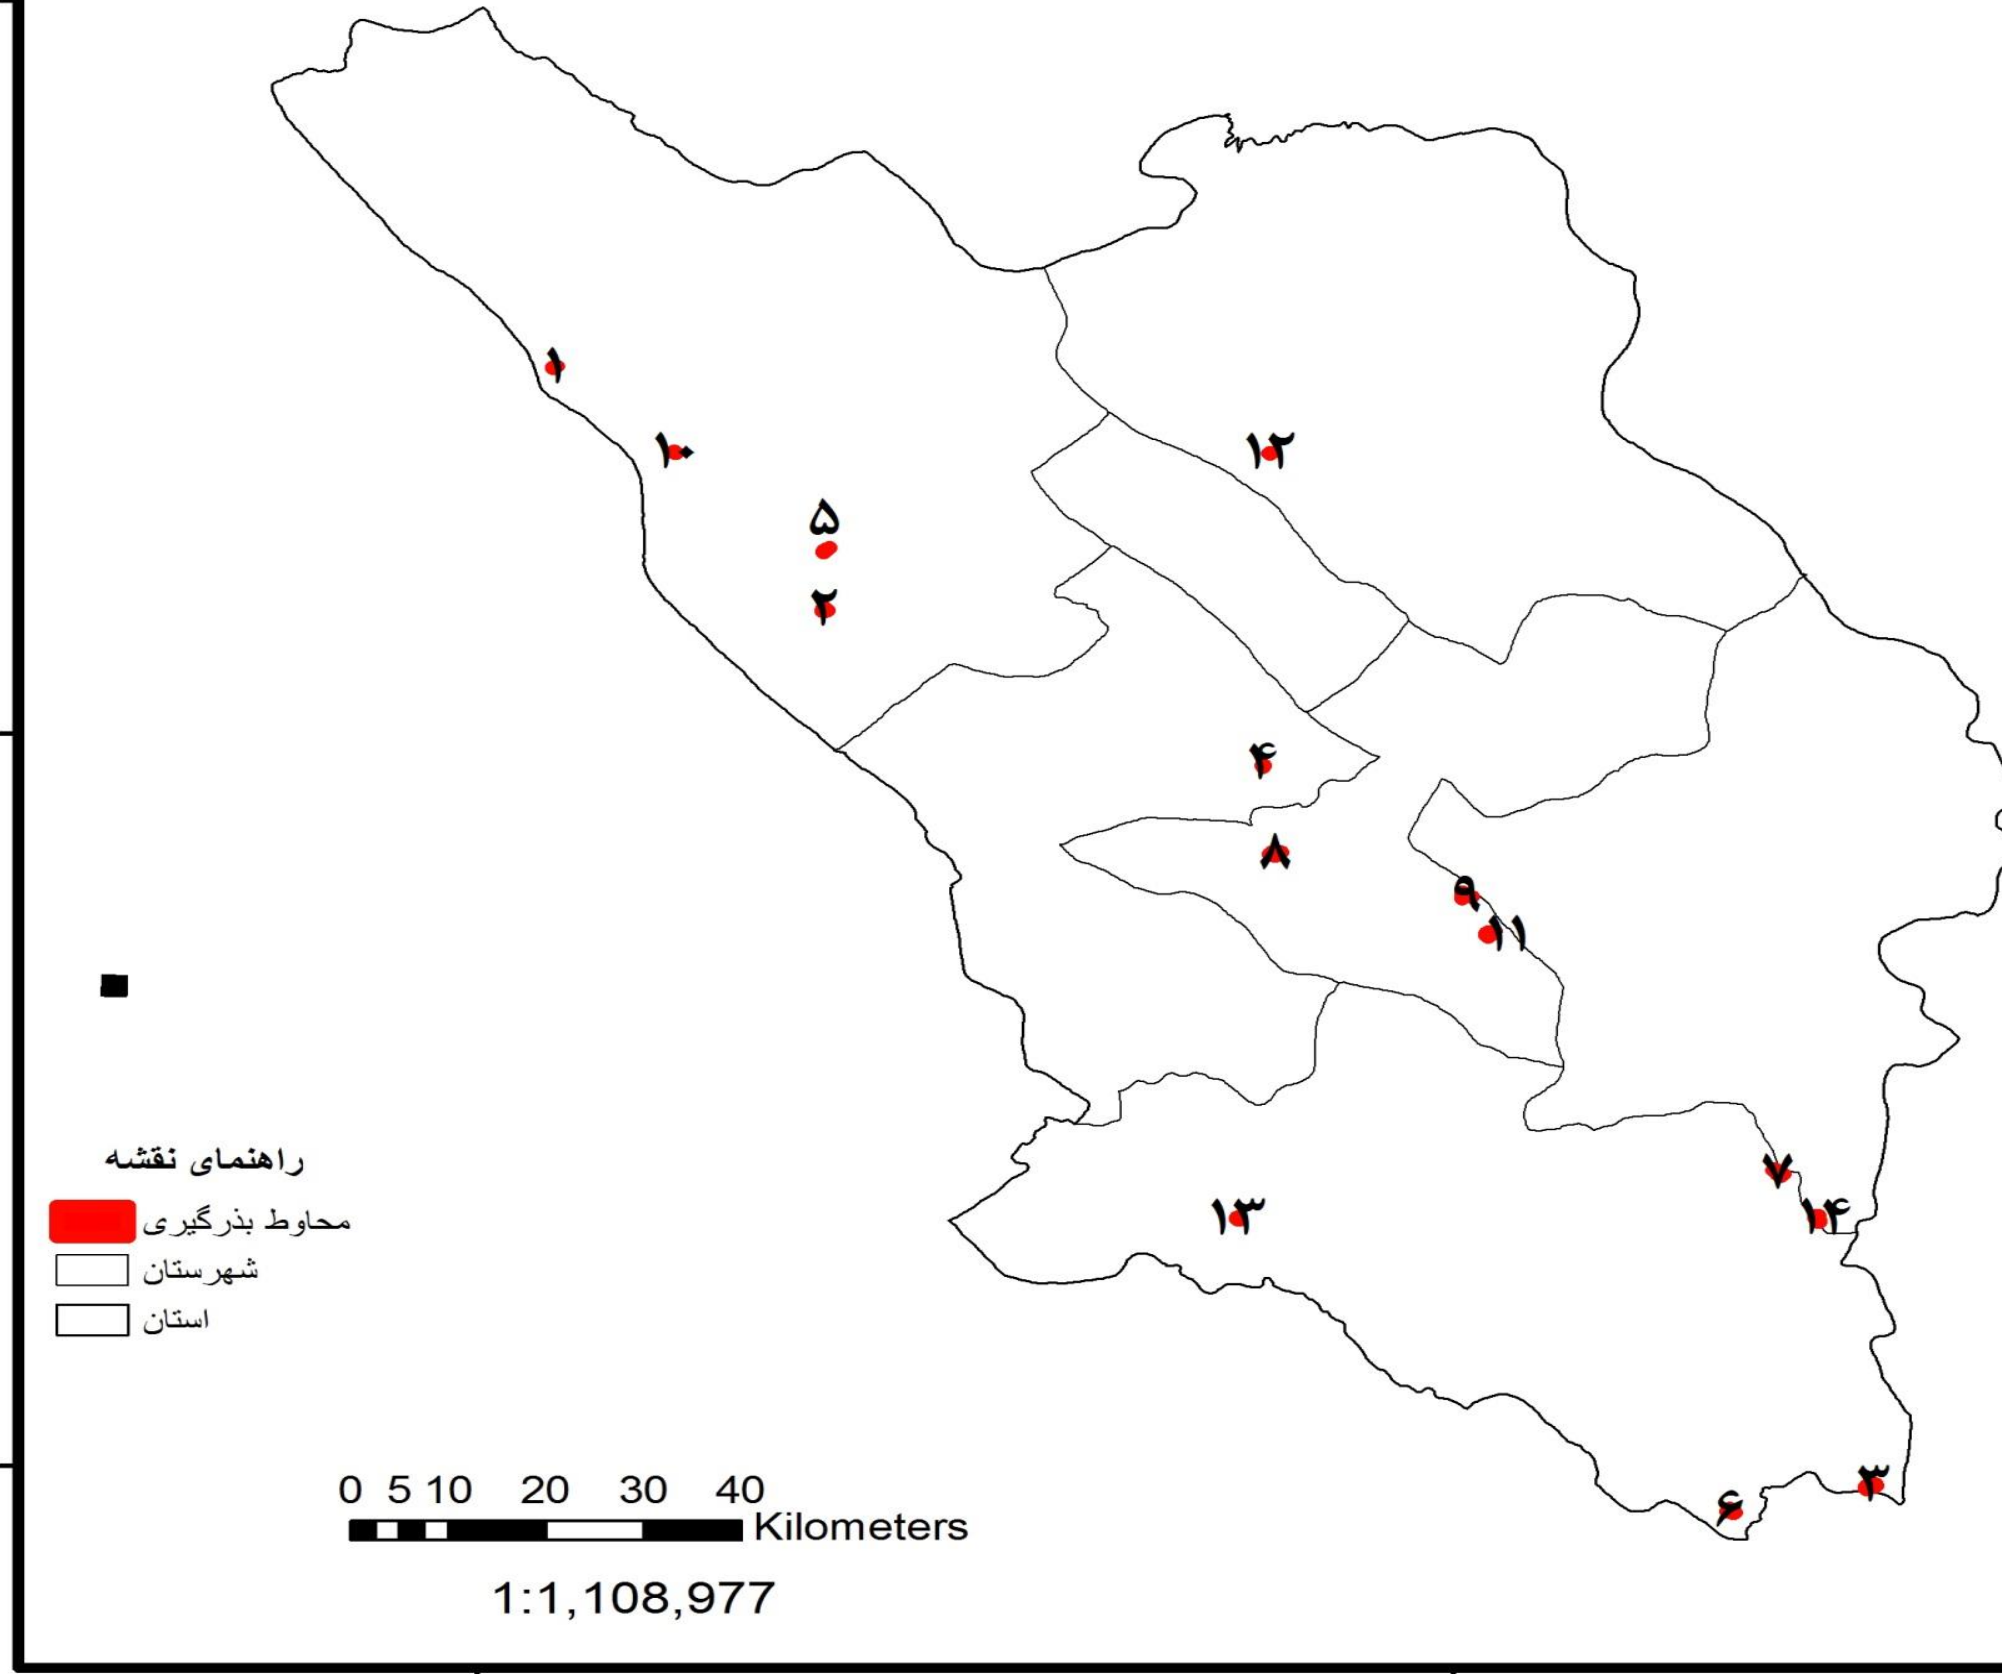 ۱
۱۰
۱۲
۵
۲
۴
۸
۹
۱۱
۷
۱۴
۱۳
۳
۶
راهنمای نقشه
محاوط بذرگیری
شهرستان
استان
0 5 10 20 30 40
Kilometers
1:1,108,977